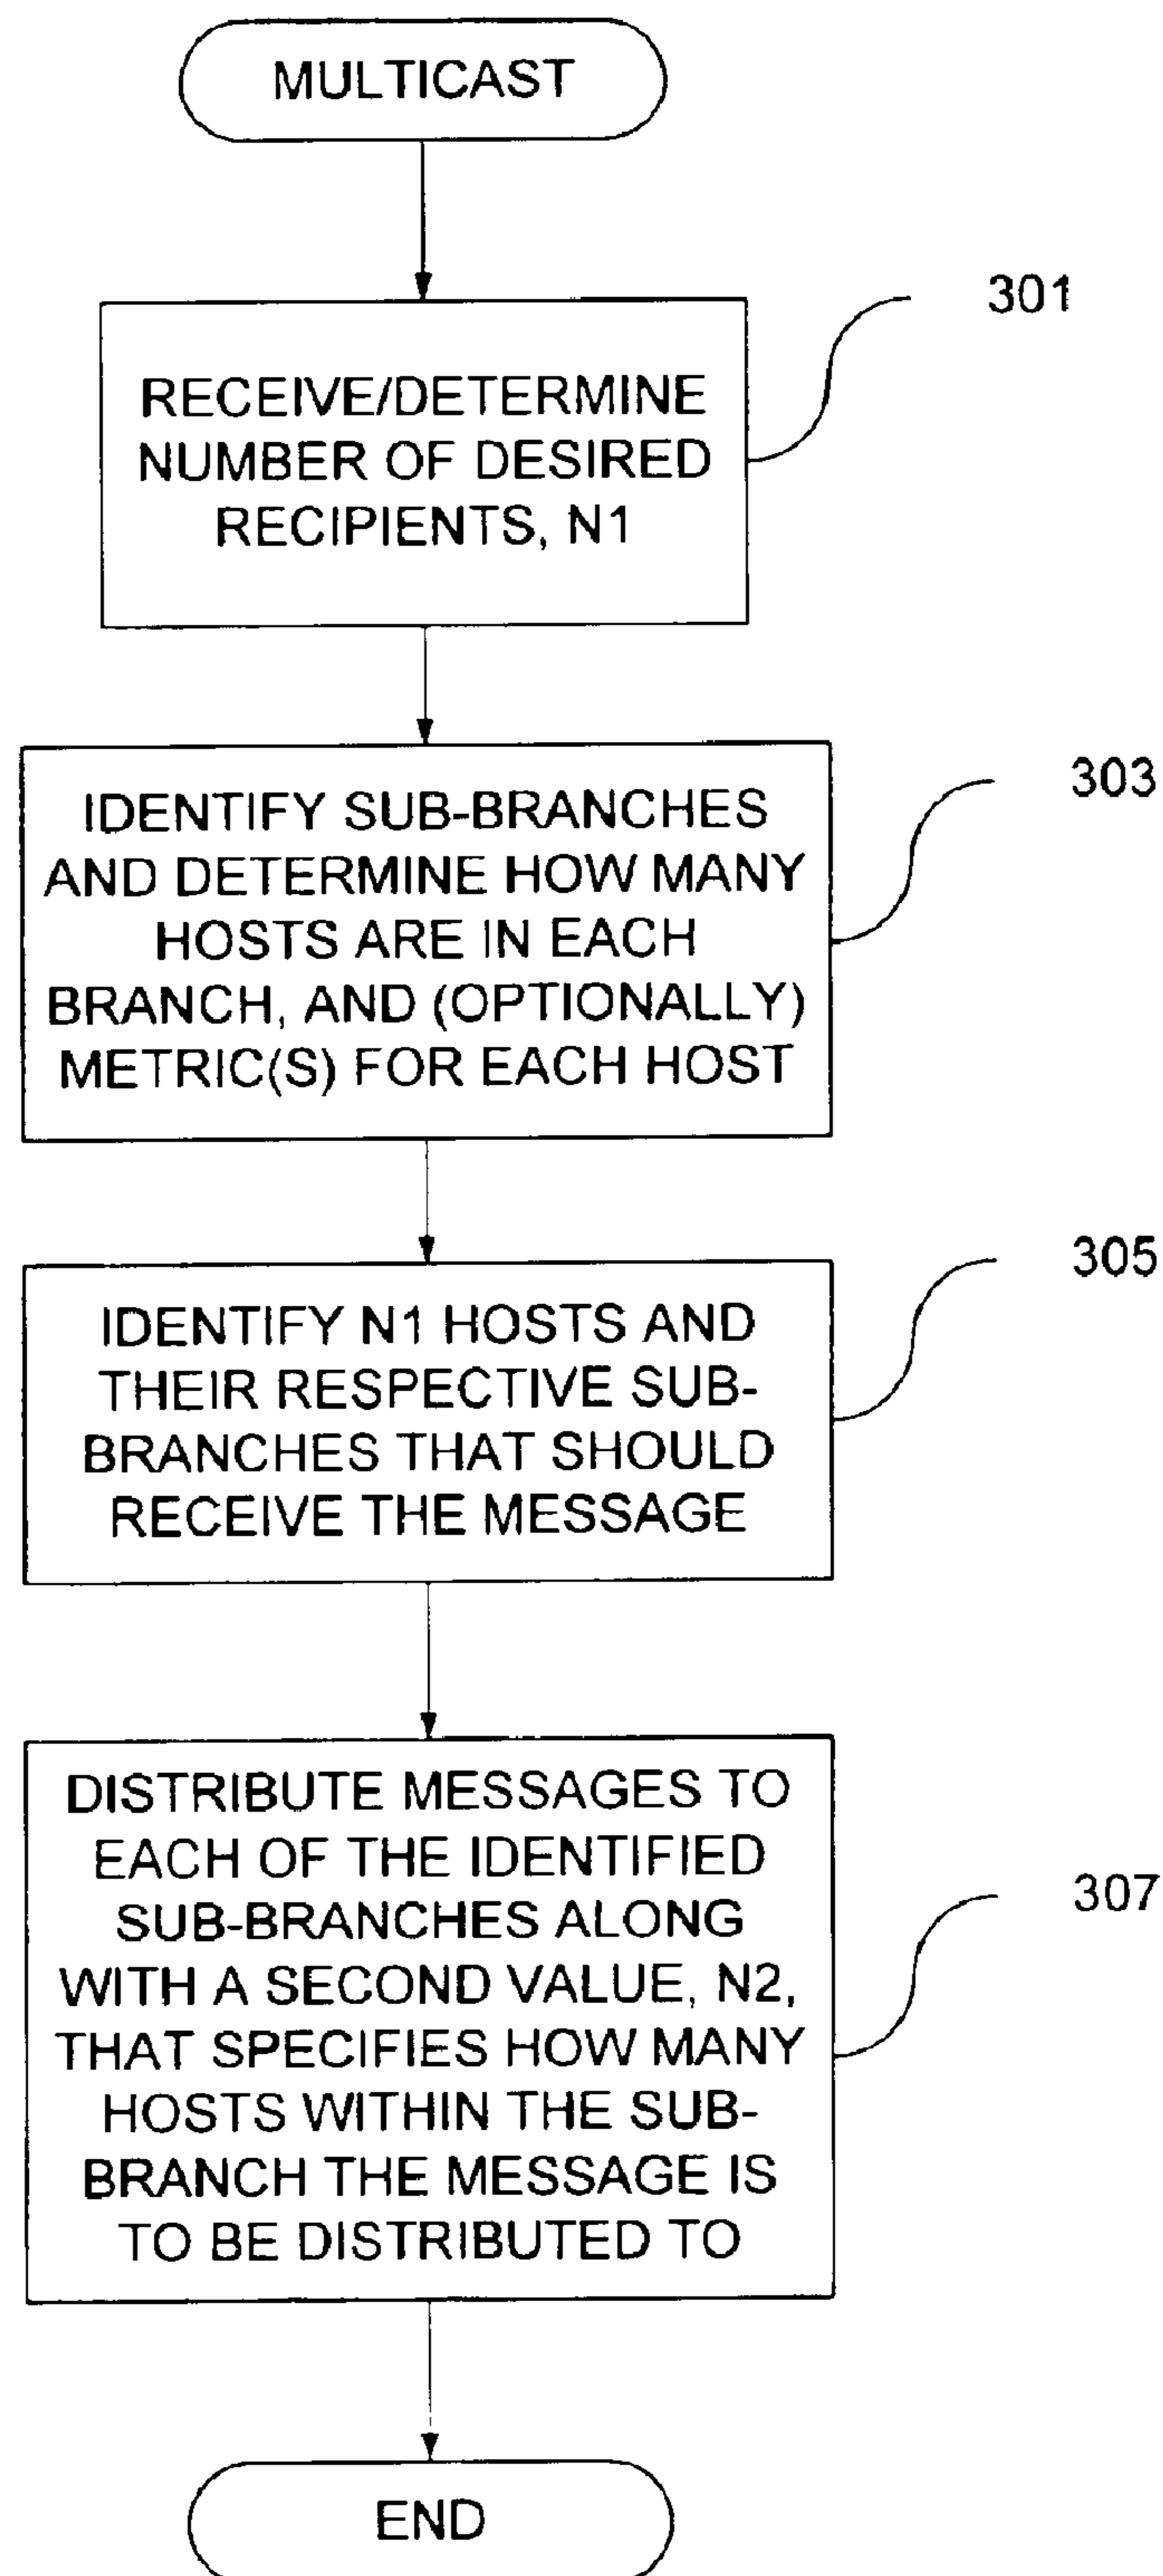 MULTICAST
301
RECEIVE/DETERMINE
NUMBER OF DESIRED
RECIPIENTS, N1
303
IDENTIFY SUB-BRANCHES
AND DETERMINE HOW MANY
HOSTS ARE IN EACH
BRANCH, AND (OPTIONALLY)
METRIC(S) FOR EACH HOST
305
IDENTIFY N1 HOSTS AND
THEIR RESPECTIVE SUB-
BRANCHES THAT SHOULD
RECEIVE THE MESSAGE
307
DISTRIBUTE MESSAGES TO
EACH OF THE IDENTIFIED
SUB-BRANCHES ALONG
WITH A SECOND VALUE, N2,
THAT SPECIFIES HOW MANY
HOSTS WITHIN THE SUB-
BRANCH THE MESSAGE IS
TO BE DISTRIBUTED TO
END